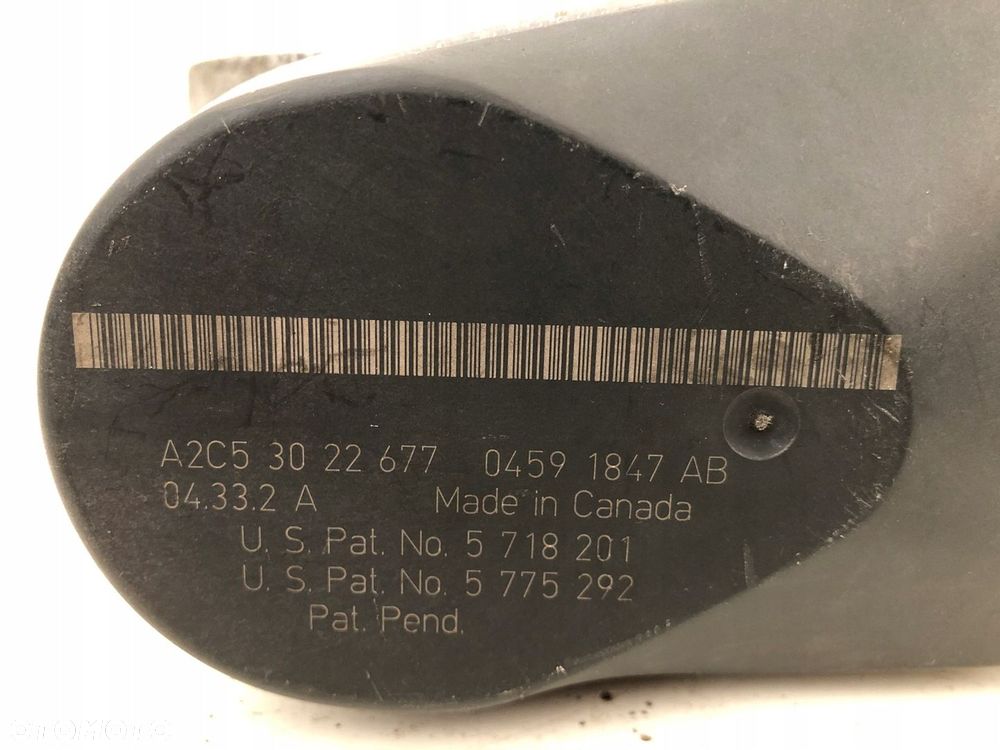 A2C5 30 22 677 0459 1847 AB
04.33.2 A Made in Canada
U. S. Pat. No. 5 718 201
U. S. Pat. No. 5 775 292
Pat. Pend.
OTOMOTO